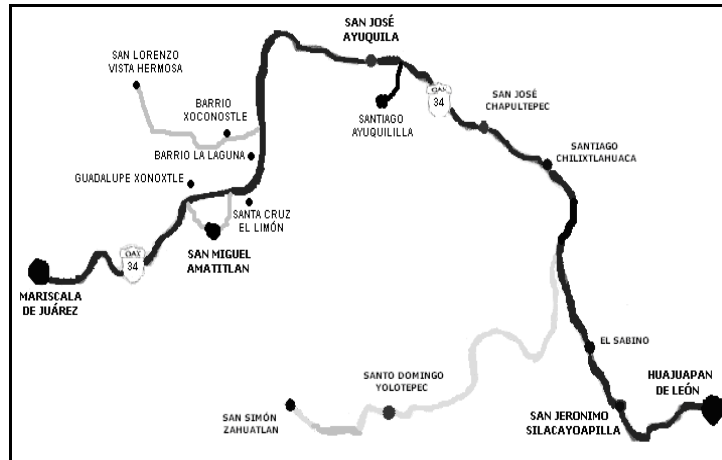 SAN JOSÉ
AYUQUILA
SAN LORENZO
VISTA HERMOSA
OAX
34
SAN JOSÉ
CHAPULTEPEC
BARRIO
XOCONOSTLE
SANTIAGO
AYUQUILILLA
BARRIO LA LAGUNA
SANTIAGO
CHILIXTLAHUACA
GUADALUPE XONOXTLE
SANTA CRUZ
EL LIMÓN
SAN MIGUEL
AMATITLAN
OAX
34
MARISCALA
DE JUÁREZ
EL SABINO
SANTO DOMINGO
YOLOTEPEC
HUAJUAPAN
DE LEÓN
SAN SIMÓN
ZAHUATLAN
SAN JERONIMO
SILACAYOAPILLA